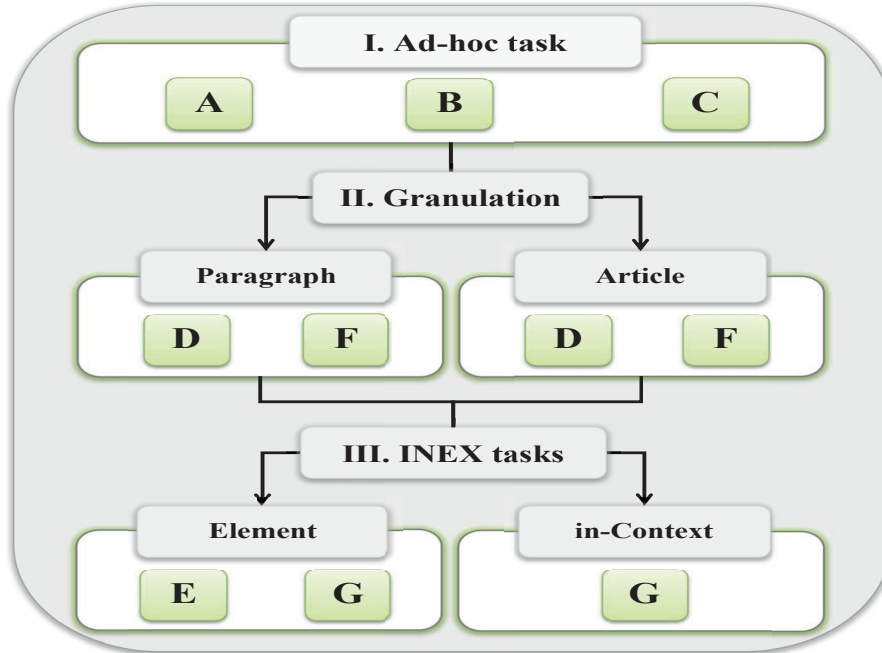 I. Ad-hoc task
A B C
II. Granulation
Paragraph Article
D F D F
III. INEX tasks
Element in-Context
E G G